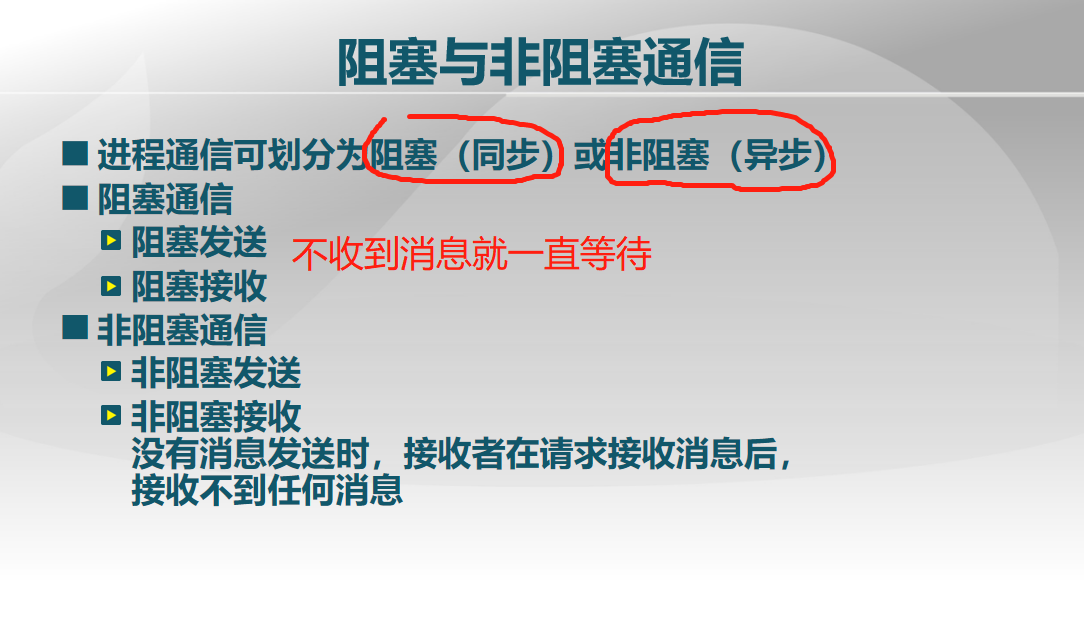 阻塞与非阻塞通信
进程通信可划分为阻塞（同步）或非阻塞（异步）
阻塞通信
阻塞发送
不收到消息就一直等待
阻塞接收
非阻塞通信
非阻塞发送
非阻塞接收
没有消息发送时，接收者在请求接收消息后，
接收不到任何消息